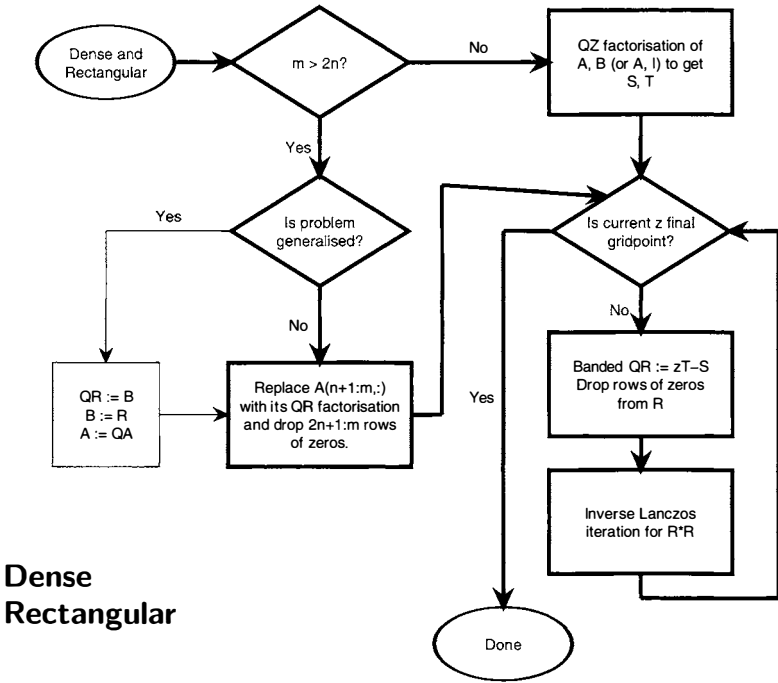 Dense and
Rectangular
m > 2n?
No
QZ factorisation of
A, B (or A, I) to get
S, T
Yes
Is problem
generalised?
Yes
No
QR := B
B := R
A := QA
Replace A(n+1:m,:)
with its QR factorisation
and drop 2n+1:m rows
of zeros.
Is current z final
gridpoint?
No
Yes
Banded QR := zT−S
Drop rows of zeros
from R
Inverse Lanczos
iteration for R*R
Done
Dense
Rectangular